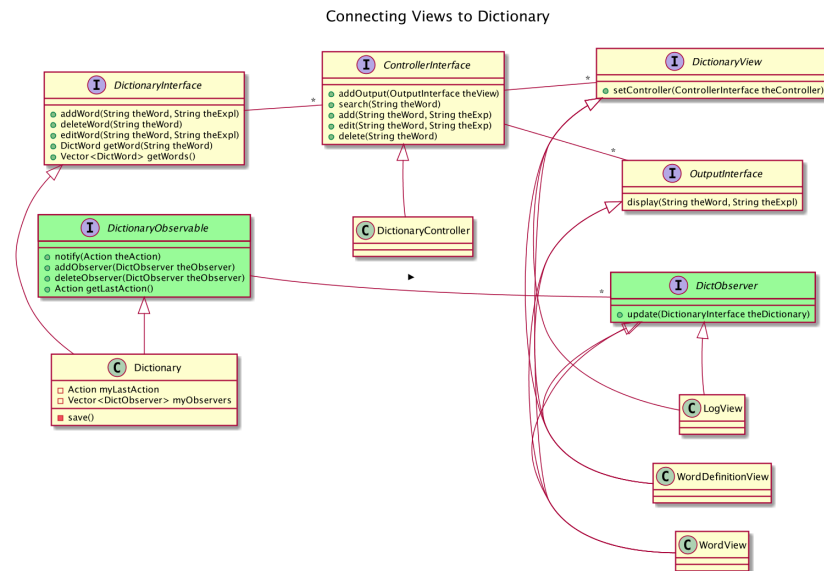 Connecting Views to Dictionary
I DictionaryInterface
addWord(String theWord, String theExpl)
deleteWord(String theWord)
editWord(String theWord, String theExpl)
DictWord getWord(String theWord)
Vector<DictWord> getWords()
*
I ControllerInterface
addOutput(OutputInterface theView)
search(String theWord)
add(String theWord, String theExp)
edit(String theWord, String theExp)
delete(String theWord)
*
I DictionaryView
setController(ControllerInterface theController)
*
I OutputInterface
display(String theWord, String theExpl)
I DictionaryObservable
notify(Action theAction)
addObserver(DictObserver theObserver)
deleteObserver(DictObserver theObserver)
Action getLastAction()
C DictionaryController
*
I DictObserver
update(DictionaryInterface theDictionary)
C Dictionary
Action myLastAction
Vector<DictObserver> myObservers
save()
C LogView
C WordDefinitionView
C WordView